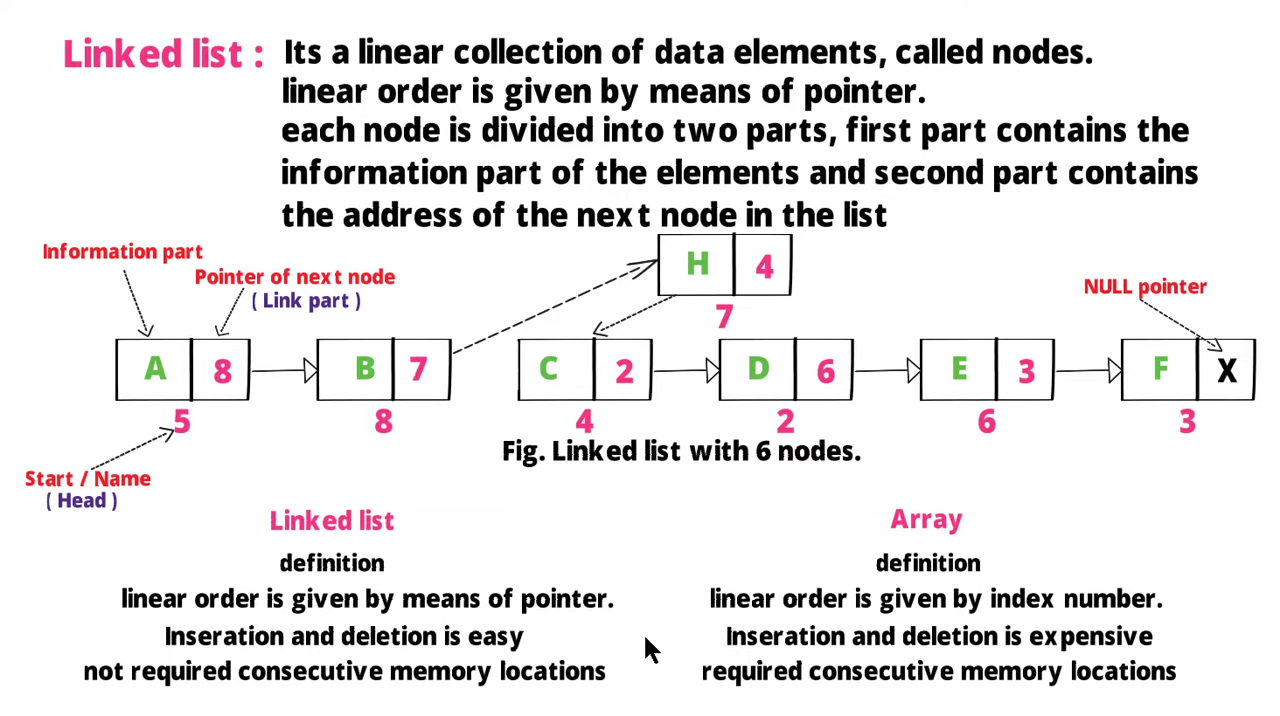 Linked list : Its a linear collection of data elements, called nodes.
linear order is given by means of pointer.
each node is divided into two parts, first part contains the
information part of the elements and second part contains
the address of the next node in the list
Information part
Pointer of next node
( Link part )
H 4
7
NULL pointer
A 8 B 7 C 2 D 6 E 3 F X
5 8 4 2 6 3
Fig. Linked list with 6 nodes.
Start / Name
( Head )
Linked list
definition
linear order is given by means of pointer.
Inseration and deletion is easy
not required consecutive memory locations
Array
definition
linear order is given by index number.
Inseration and deletion is expensive
required consecutive memory locations